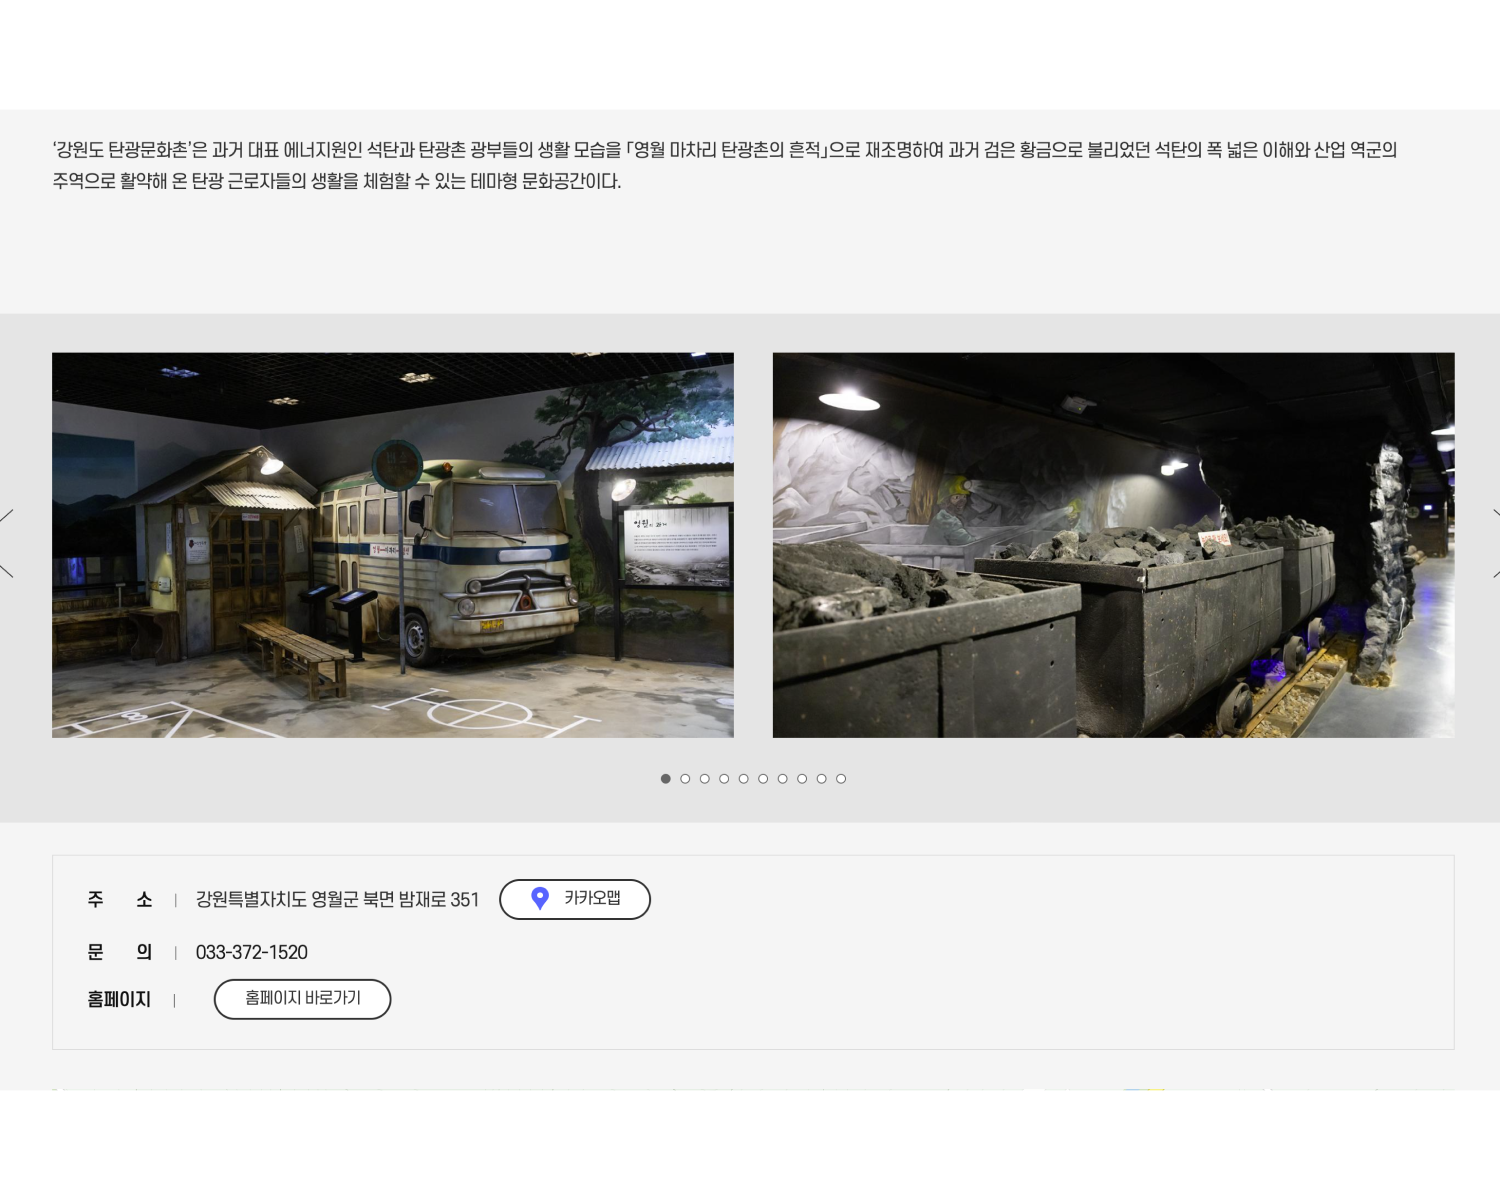 ‘강원도 탄광문화촌’은 과거 대표 에너지원인 석탄과 탄광촌 광부들의 생활 모습을 「영월 마차리 탄광촌의 흔적」으로 재조명하여 과거 검은 황금으로 불리었던 석탄의 폭 넓은 이해와 산업 역군의
주역으로 활약해 온 탄광 근로자들의 생활을 체험할 수 있는 테마형 문화공간이다.
주 소 | 강원특별자치도 영월군 북면 밤재로 351 카카오맵
문 의 | 033-372-1520
홈페이지 | 홈페이지 바로가기